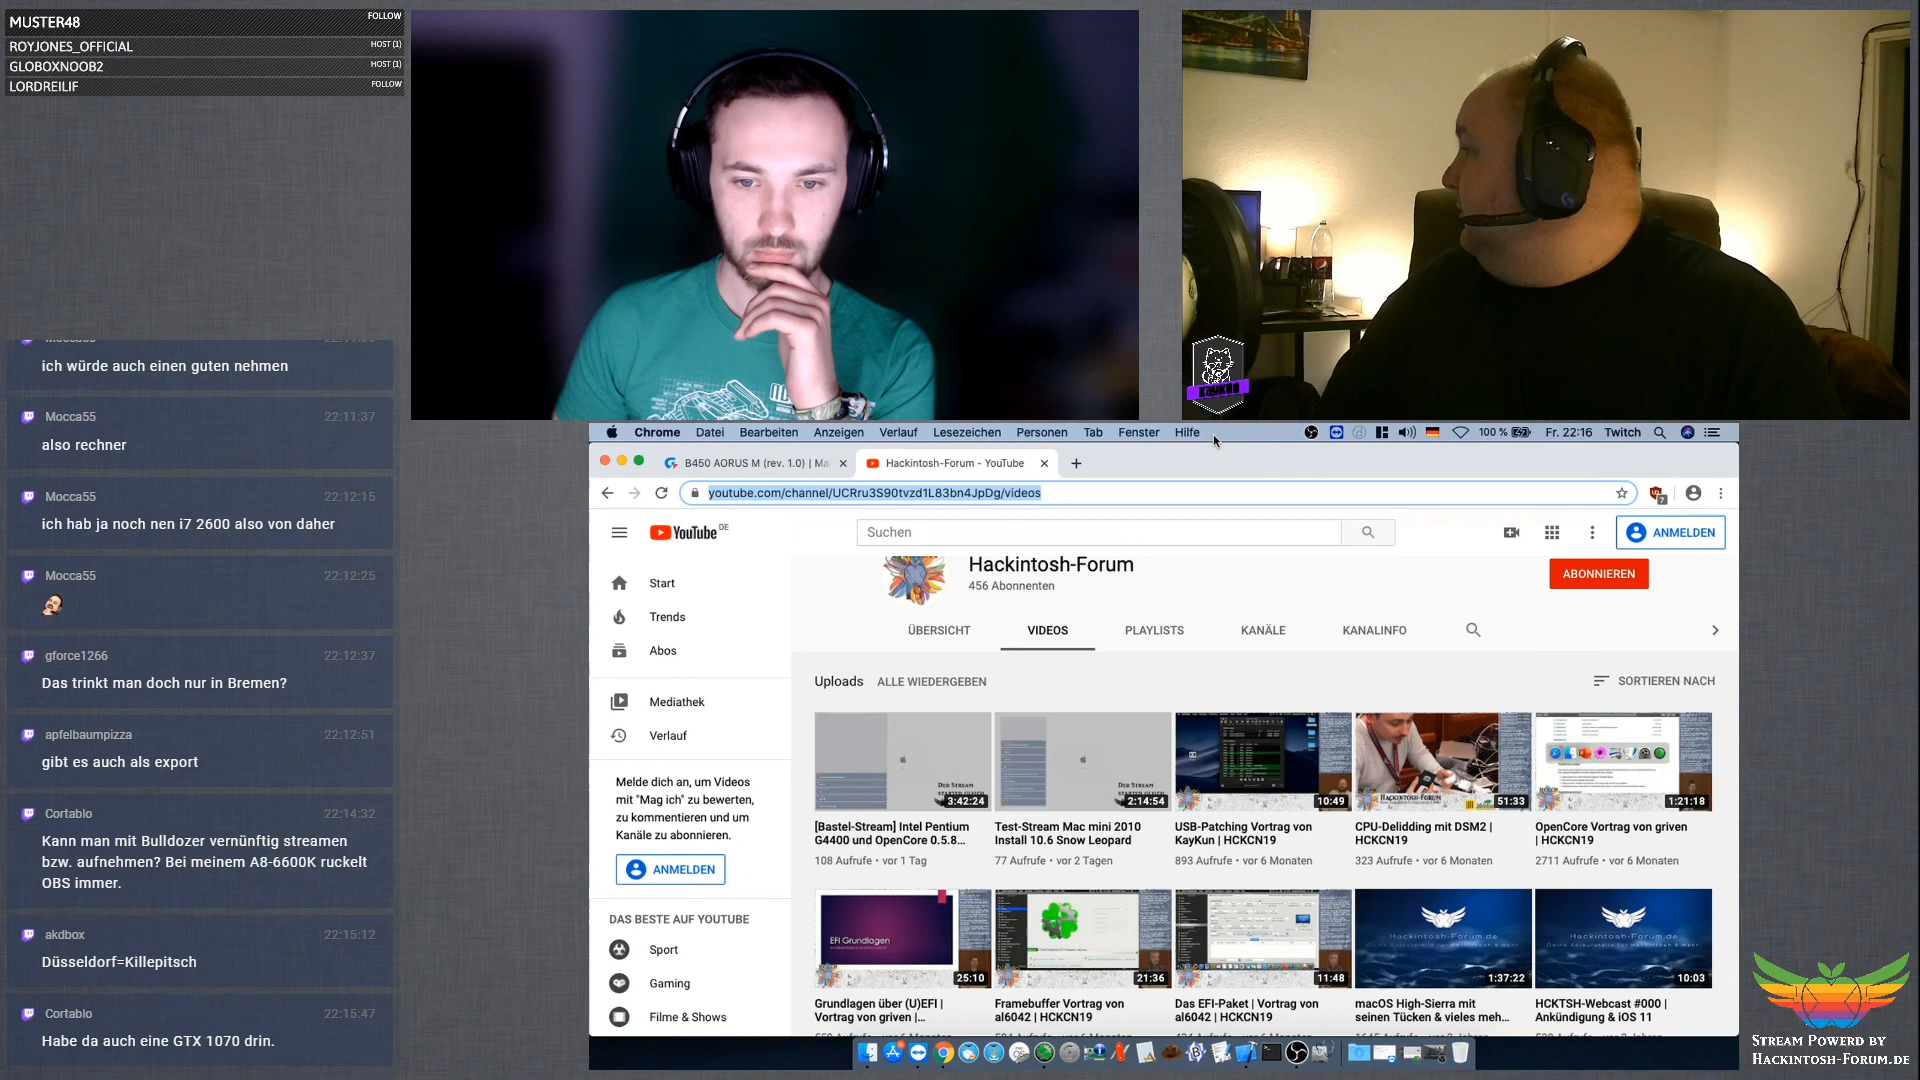 MUSTER48 FOLLOW
ROYJONES_OFFICIAL HOST (1)
GLOBOXNOOB2 HOST (1)
LORDREILIF FOLLOW
ich würde auch einen guten nehmen
Mocca55 22:11:37
also rechner
Mocca55 22:12:15
ich hab ja noch nen i7 2600 also von daher
Mocca55 22:12:25
gforce1266 22:12:37
Das trinkt man doch nur in Bremen?
apfelbaumpizza 22:12:51
gibt es auch als export
Cortablo 22:14:32
Kann man mit Bulldozer vernünftig streamen
bzw. aufnehmen? Bei meinem A8-6600K ruckelt
OBS immer.
akdbox 22:15:12
Düsseldorf=Killepitsch
Cortablo 22:15:47
Habe da auch eine GTX 1070 drin.
Chrome Datei Bearbeiten Anzeigen Verlauf Lesezeichen Personen Tab Fenster Hilfe 100 % Fr. 22:16 Twitch
B450 AORUS M (rev. 1.0) | Ma
Hackintosh-Forum - YouTube
youtube.com/channel/UCRru3S90tvzd1L83bn4JpDg/videos
7
YouTube DE
Suchen
ANMELDEN
Start
Trends
Abos
Mediathek
Verlauf
Melde dich an, um Videos
mit "Mag ich" zu bewerten,
zu kommentieren und um
Kanäle zu abonnieren.
ANMELDEN
DAS BESTE AUF YOUTUBE
Sport
Gaming
Filme & Shows
Hackintosh-Forum
456 Abonnenten
ABONNIEREN
ÜBERSICHT VIDEOS PLAYLISTS KANÄLE KANALINFO
Uploads ALLE WIEDERGEBEN SORTIEREN NACH
3:42:24
[Bastel-Stream] Intel Pentium
G4400 und OpenCore 0.5.8...
108 Aufrufe • vor 1 Tag
2:14:54
Test-Stream Mac mini 2010
Install 10.6 Snow Leopard
77 Aufrufe • vor 2 Tagen
10:49
USB-Patching Vortrag von
KayKun | HCKCN19
893 Aufrufe • vor 6 Monaten
51:33
CPU-Delidding mit DSM2 |
HCKCN19
323 Aufrufe • vor 6 Monaten
1:21:18
OpenCore Vortrag von griven
| HCKCN19
2711 Aufrufe • vor 6 Monaten
EFI Grundlagen
25:10
Grundlagen über (U)EFI |
Vortrag von griven |...
21:36
Framebuffer Vortrag von
al6042 | HCKCN19
11:48
Das EFI-Paket | Vortrag von
al6042 | HCKCN19
Hackintosh-Forum.de
1:37:22
macOS High-Sierra mit
seinen Tücken & vieles meh...
Hackintosh-Forum.de
10:03
HCKTSH-Webcast #000 |
Ankündigung & iOS 11
Stream Powerd by
Hackintosh-Forum.de